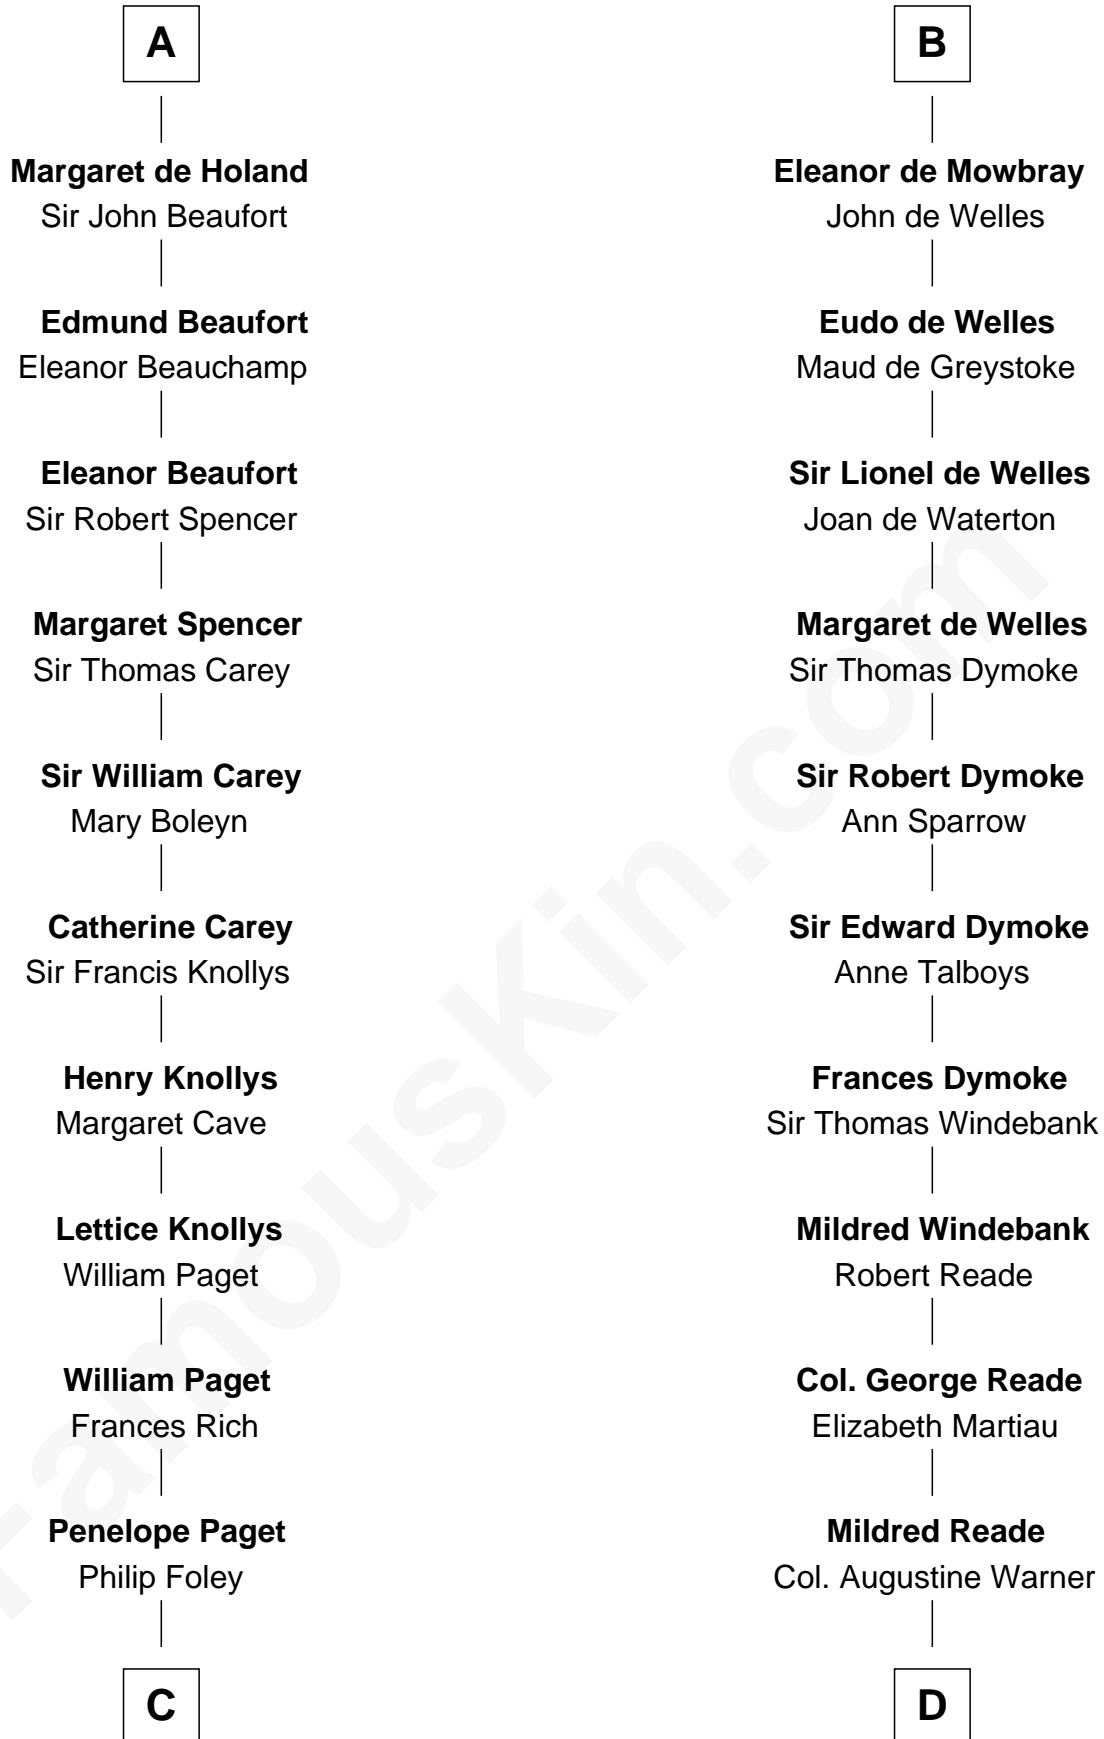 A
Margaret de Holand
Sir John Beaufort
Edmund Beaufort
Eleanor Beauchamp
Eleanor Beaufort
Sir Robert Spencer
Margaret Spencer
Sir Thomas Carey
Sir William Carey
Mary Boleyn
Catherine Carey
Sir Francis Knollys
Henry Knollys
Margaret Cave
Lettice Knollys
William Paget
William Paget
Frances Rich
Penelope Paget
Philip Foley
C
B
Eleanor de Mowbray
John de Welles
Eudo de Welles
Maud de Greystoke
Sir Lionel de Welles
Joan de Waterton
Margaret de Welles
Sir Thomas Dymoke
Sir Robert Dymoke
Ann Sparrow
Sir Edward Dymoke
Anne Talboys
Frances Dymoke
Sir Thomas Windebank
Mildred Windebank
Robert Reade
Col. George Reade
Elizabeth Martiau
Mildred Reade
Col. Augustine Warner
D
FamousKin.com